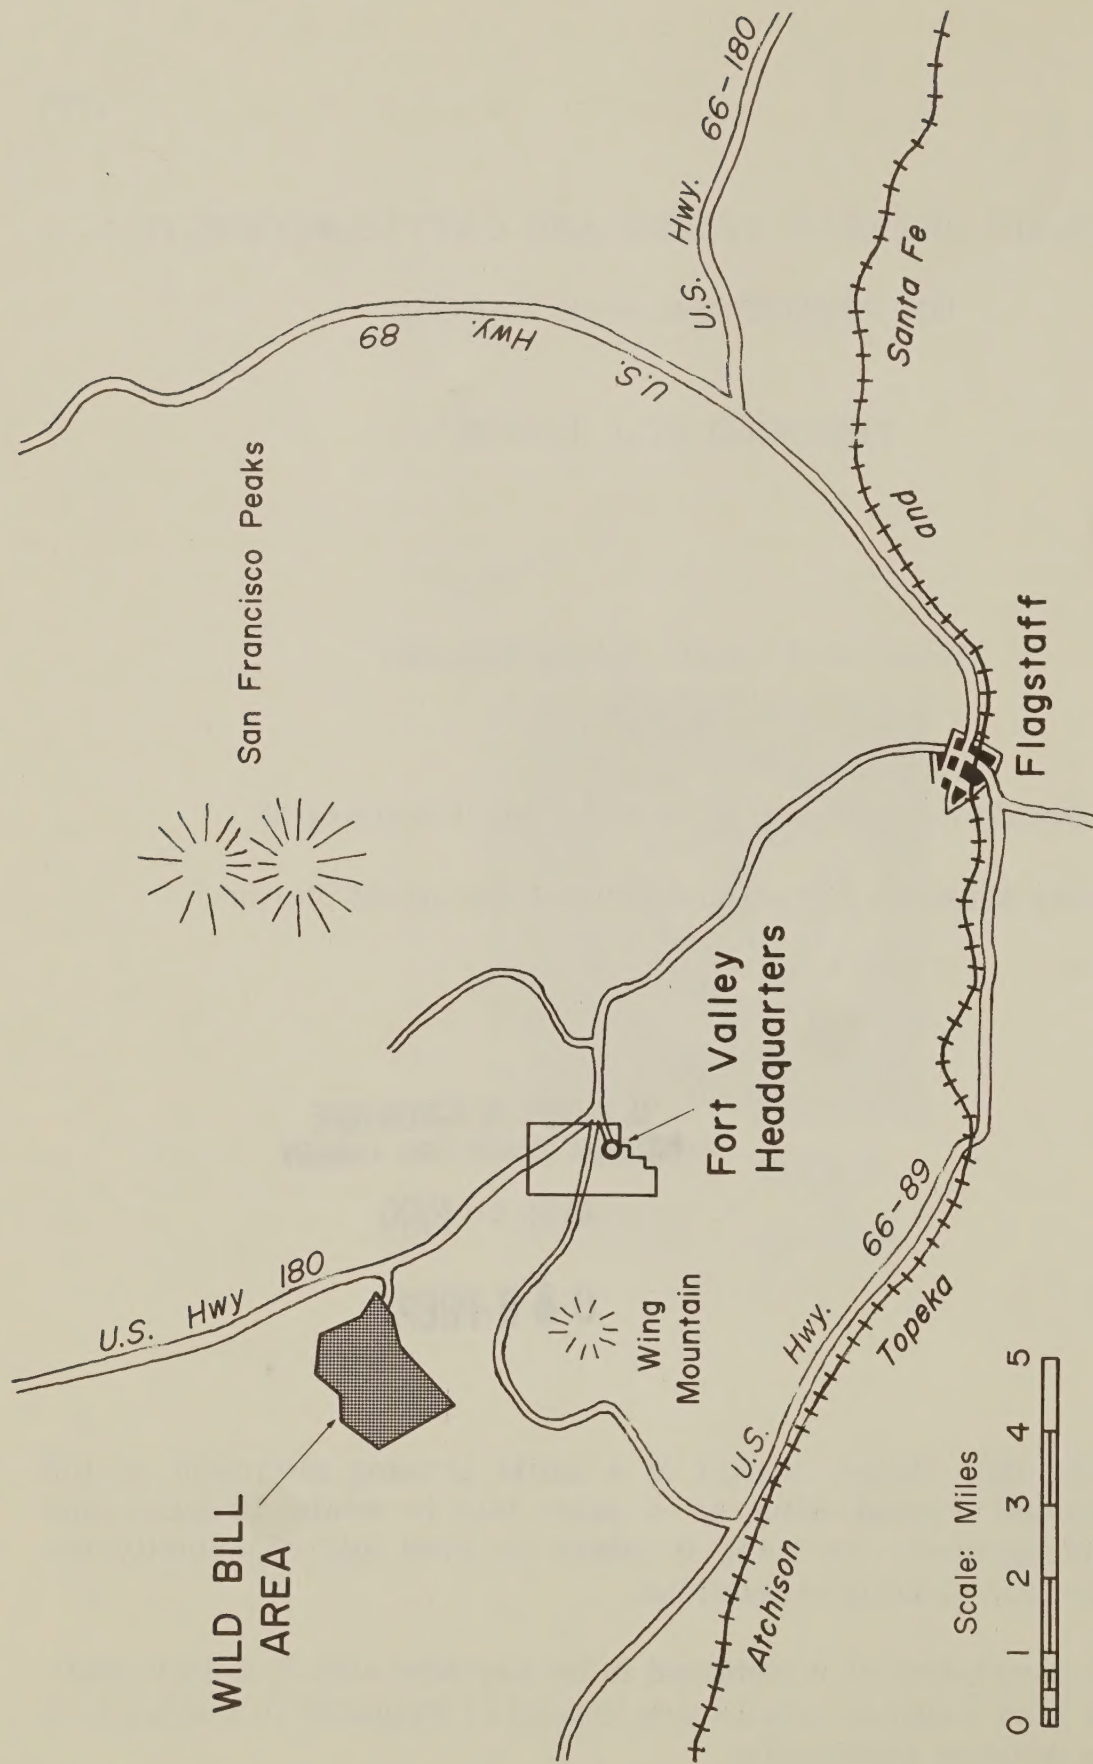 WILD BILL
AREA
U.S. Hwy 180
San Francisco Peaks
U.S. Hwy. 89
U.S. Hwy. 66-180
Fort Valley
Headquarters
Wing
Mountain
U.S. Hwy. 66-89
Atchison Topeka and Santa Fe
Flagstaff
Scale: Miles
0 1 2 3 4 5